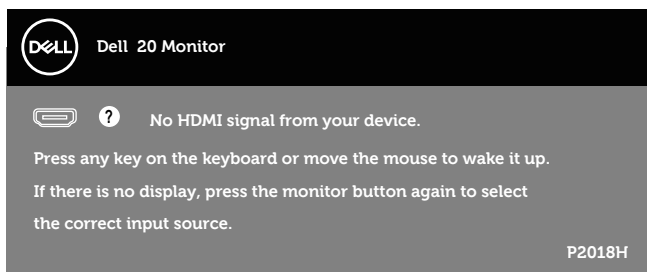 DELL Dell 20 Monitor
? No HDMI signal from your device.
Press any key on the keyboard or move the mouse to wake it up.
If there is no display, press the monitor button again to select
the correct input source.
P2018H